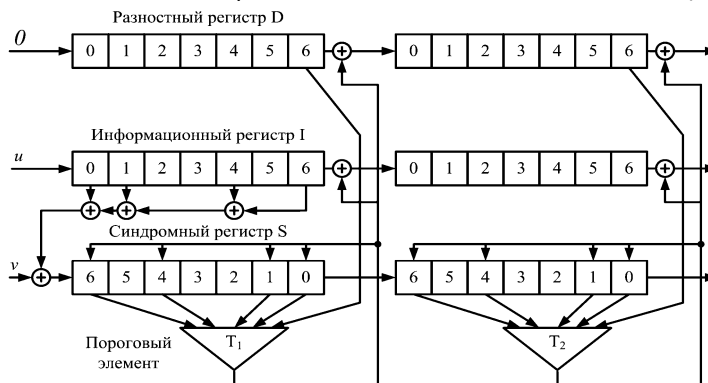 Разностный регистр D
0
0 1 2 3 4 5 6 + 0 1 2 3 4 5 6 +
Информационный регистр I
u
0 1 2 3 4 5 6 + 0 1 2 3 4 5 6 +
+ + +
Синдромный регистр S
v
+ 6 5 4 3 2 1 0 6 5 4 3 2 1 0
Пороговый
элемент
T₁ T₂